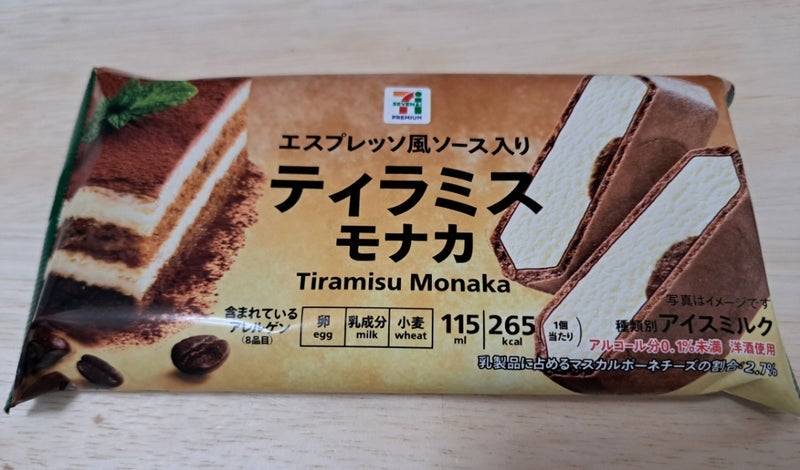 7i
SEVEN&i
PREMIUM
エスプレッソ風ソース入り
ティラミス
モナカ
Tiramisu Monaka
含まれている
アレルゲン
(8品目)
卵
egg
乳成分
milk
小麦
wheat
115
ml
265
kcal
(1個
当たり)
写真はイメージです
種類別 アイスミルク
アルコール分0.1%未満 洋酒使用
乳製品に占めるマスカルポーネチーズの割合 2.7%